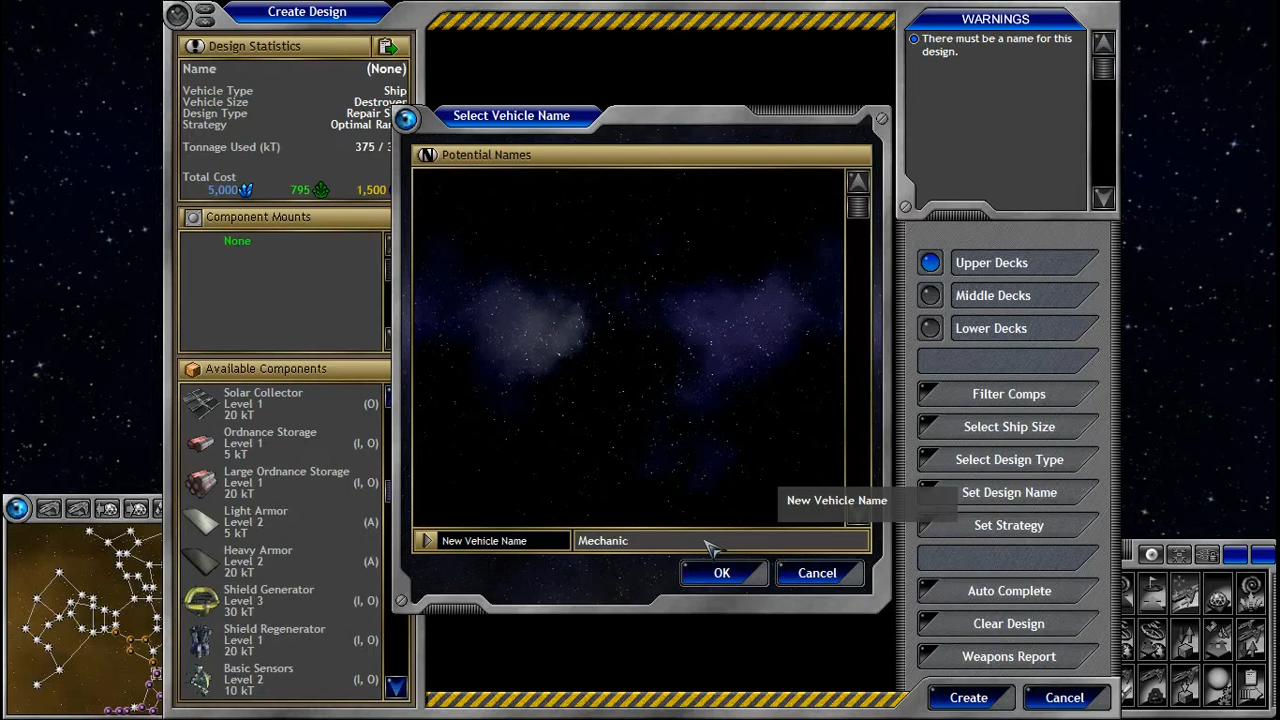 Create Design
Design Statistics
Name (None)
Vehicle Type Ship
Vehicle Size Destroyer
Design Type Repair S
Strategy Optimal Ra
Tonnage Used (kT) 375 /
Total Cost
5,000 795 1,500
Component Mounts
None
Available Components
Solar Collector
Level 1 (O)
20 kT
Ordnance Storage
Level 1 (I, O)
5 kT
Large Ordnance Storage
Level 1 (I, O)
20 kT
Light Armor
Level 2 (A)
5 kT
Heavy Armor
Level 2 (A)
20 kT
Shield Generator
Level 3 (I, O)
30 kT
Shield Regenerator
Level 1 (I, O)
20 kT
Basic Sensors
Level 2 (I, O)
10 kT
Select Vehicle Name
N Potential Names
New Vehicle Name
New Vehicle Name Mechanic
OK Cancel
WARNINGS
There must be a name for this
design.
Upper Decks
Middle Decks
Lower Decks
Filter Comps
Select Ship Size
Select Design Type
Set Design Name
Set Strategy
Auto Complete
Clear Design
Weapons Report
Create Cancel